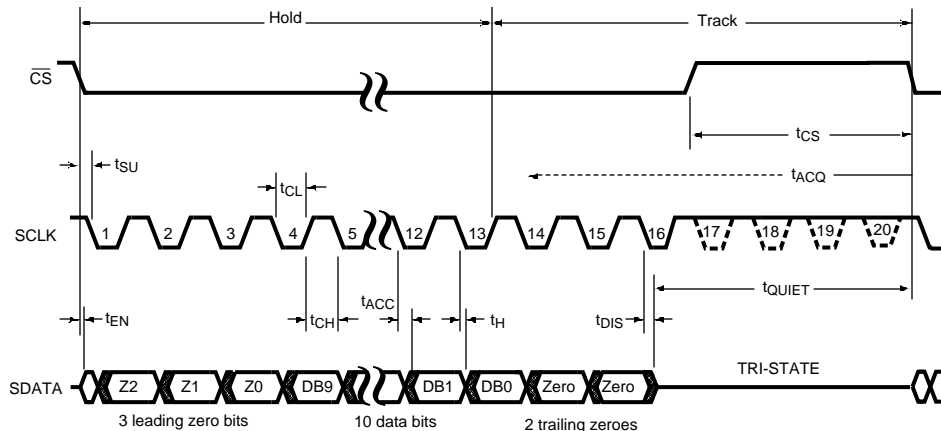 Hold Track
CS
tCS
tSU
tCL
tACQ
SCLK 1 2 3 4 5 12 13 14 15 16 17 18 19 20
tQUIET
tACC
tEN tCH tH tDIS
TRI-STATE
SDATA Z2 Z1 Z0 DB9 DB1 DB0 Zero Zero
3 leading zero bits 10 data bits 2 trailing zeroes